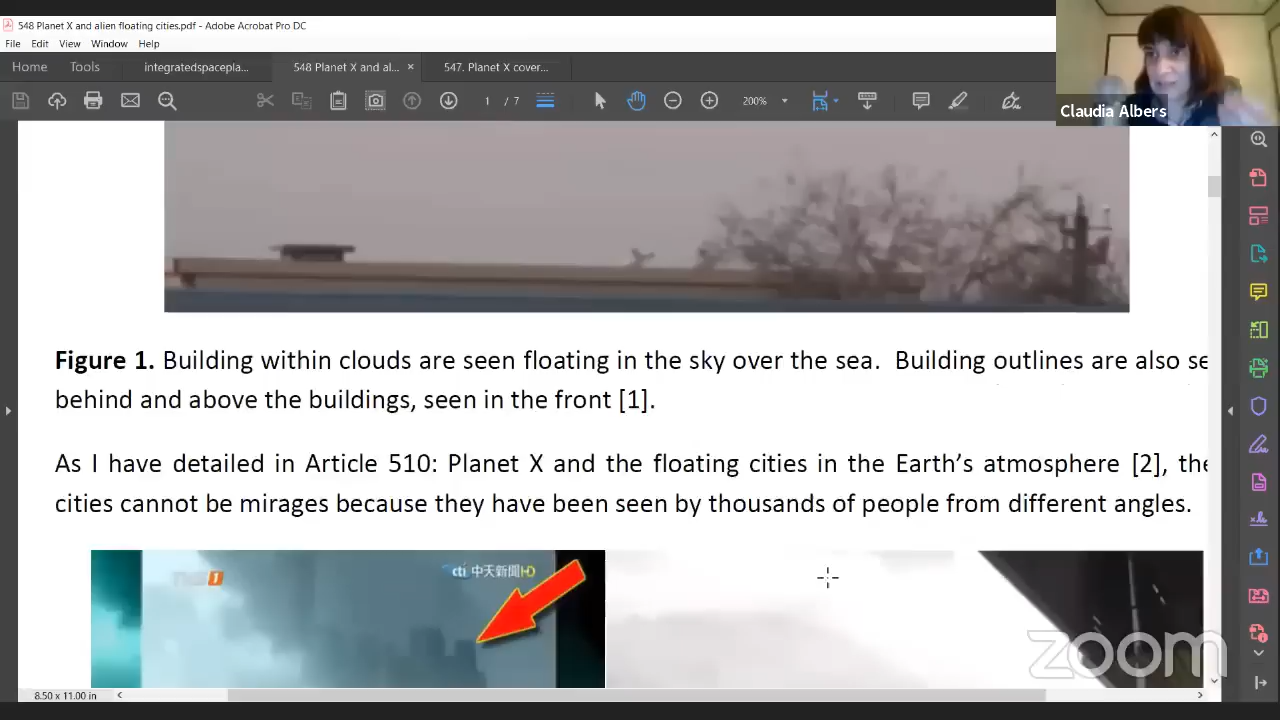 548 Planet X and alien floating cities.pdf - Adobe Acrobat Pro DC
File Edit View Window Help
Home Tools integratedspacepla... 548 Planet X and al... × 547. Planet X cover...
1 / 7 200%
Claudia Albers
Figure 1. Building within clouds are seen floating in the sky over the sea. Building outlines are also se
behind and above the buildings, seen in the front [1].
As I have detailed in Article 510: Planet X and the floating cities in the Earth's atmosphere [2], the
cities cannot be mirages because they have been seen by thousands of people from different angles.
cti 中天新聞HD
zoom
8.50 x 11.00 in